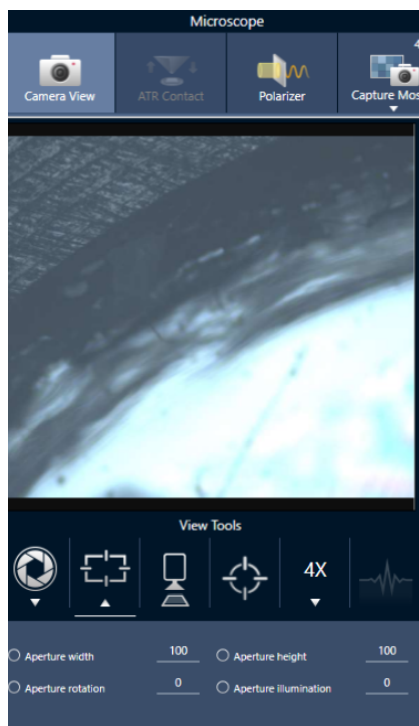 Microscope
4
Camera View
ATR Contact
Polarizer
Capture Mos
View Tools
4X
Aperture width 100 Aperture height 100
Aperture rotation 0 Aperture illumination 0